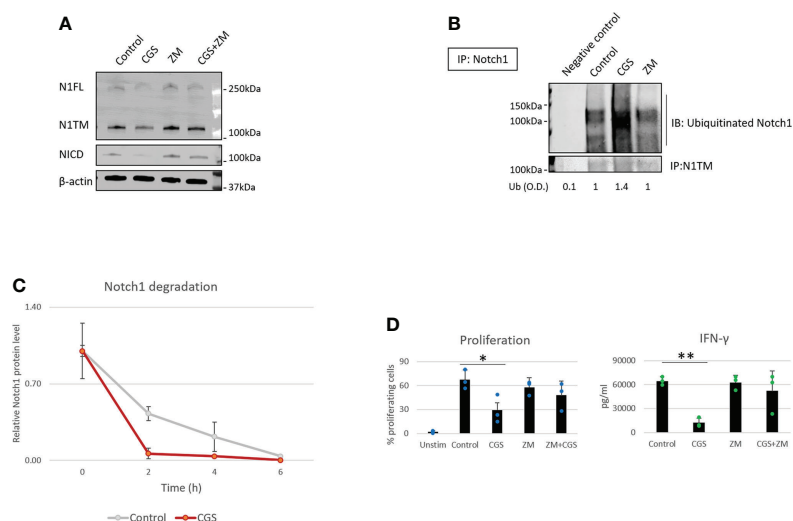 A
Control
CGS
ZM
CGS+ZM
N1FL
- 250kDa
N1TM
- 100kDa
NICD
- 100kDa
β-actin
- 37kDa
B
IP: Notch1
Negative control
Control
CGS
ZM
150kDa -
100kDa -
IB: Ubiquitinated Notch1
100kDa -
IP:N1TM
Ub (O.D.) 0.1 1 1.4 1
C
Notch1 degradation
Relative Notch1 protein level
1.40
0.70
0.00
0 2 4 6
Time (h)
Control CGS
D
Proliferation
% proliferating cells
90
60
30
0
*
Unstim Control CGS ZM ZM+CGS
IFN-γ
pg/ml
90000
60000
30000
0
**
Control CGS ZM CGS+ZM